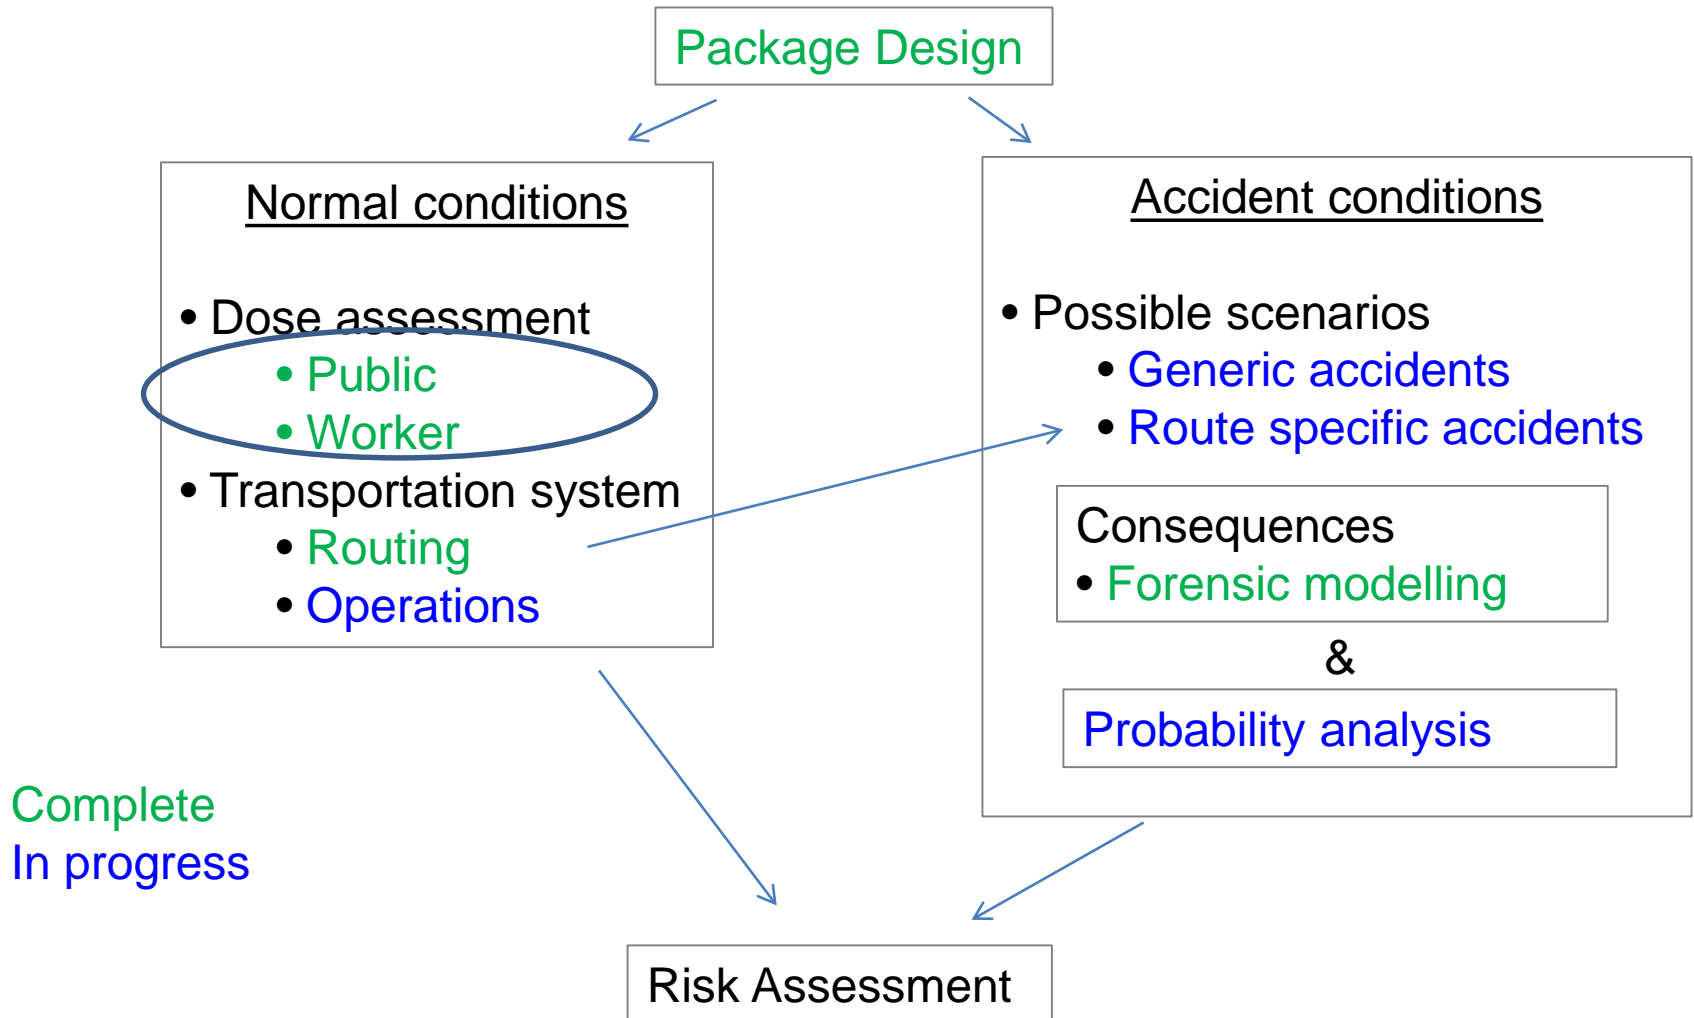 Package Design
Normal conditions
• Dose assessment
• Public
• Worker
• Transportation system
• Routing
• Operations
Accident conditions
• Possible scenarios
• Generic accidents
• Route specific accidents
Consequences
• Forensic modelling
&
Probability analysis
Complete
In progress
Risk Assessment